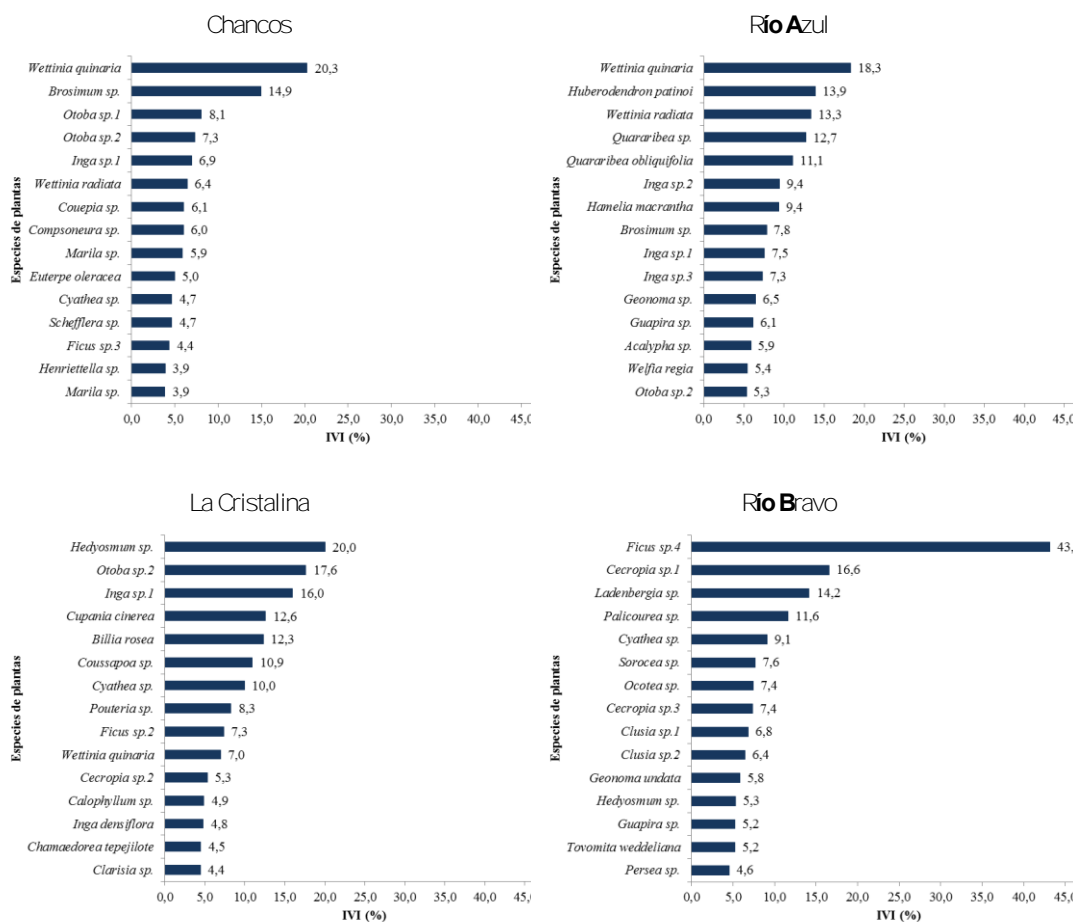 Chancos
Especies de plantas
Wettinia quinaria 20,3
Brosimum sp. 14,9
Otoba sp.1 8,1
Otoba sp.2 7,3
Inga sp.1 6,9
Wettinia radiata 6,4
Couepia sp. 6,1
Compsoneura sp. 6,0
Marila sp. 5,9
Euterpe oleracea 5,0
Cyathea sp. 4,7
Schefflera sp. 4,7
Ficus sp.3 4,4
Henriettella sp. 3,9
Marila sp. 3,9
0,0 5,0 10,0 15,0 20,0 25,0 30,0 35,0 40,0 45,0
IVI (%)
Río Azul
Especies de plantas
Wettinia quinaria 18,3
Huberodendron patinoi 13,9
Wettinia radiata 13,3
Quararibea sp. 12,7
Quararibea obliquifolia 11,1
Inga sp.2 9,4
Hamelia macrantha 9,4
Brosimum sp. 7,8
Inga sp.1 7,5
Inga sp.3 7,3
Geonoma sp. 6,5
Guapira sp. 6,1
Acalypha sp. 5,9
Welfia regia 5,4
Otoba sp.2 5,3
0,0 5,0 10,0 15,0 20,0 25,0 30,0 35,0 40,0 45,0
IVI (%)
La Cristalina
Especies de plantas
Hedyosmum sp. 20,0
Otoba sp.2 17,6
Inga sp.1 16,0
Cupania cinerea 12,6
Billia rosea 12,3
Coussapoa sp. 10,9
Cyathea sp. 10,0
Pouteria sp. 8,3
Ficus sp.2 7,3
Wettinia quinaria 7,0
Cecropia sp.2 5,3
Calophyllum sp. 4,9
Inga densiflora 4,8
Chamaedorea tepejilote 4,5
Clarisia sp. 4,4
0,0 5,0 10,0 15,0 20,0 25,0 30,0 35,0 40,0 45,0
IVI (%)
Río Bravo
Especies de plantas
Ficus sp.4 43,
Cecropia sp.1 16,6
Ladenbergia sp. 14,2
Palicourea sp. 11,6
Cyathea sp. 9,1
Sorocea sp. 7,6
Ocotea sp. 7,4
Cecropia sp.3 7,4
Clusia sp.1 6,8
Clusia sp.2 6,4
Geonoma undata 5,8
Hedyosmum sp. 5,3
Guapira sp. 5,2
Tovomita weddeliana 5,2
Persea sp. 4,6
0,0 5,0 10,0 15,0 20,0 25,0 30,0 35,0 40,0 45,0
IVI (%)